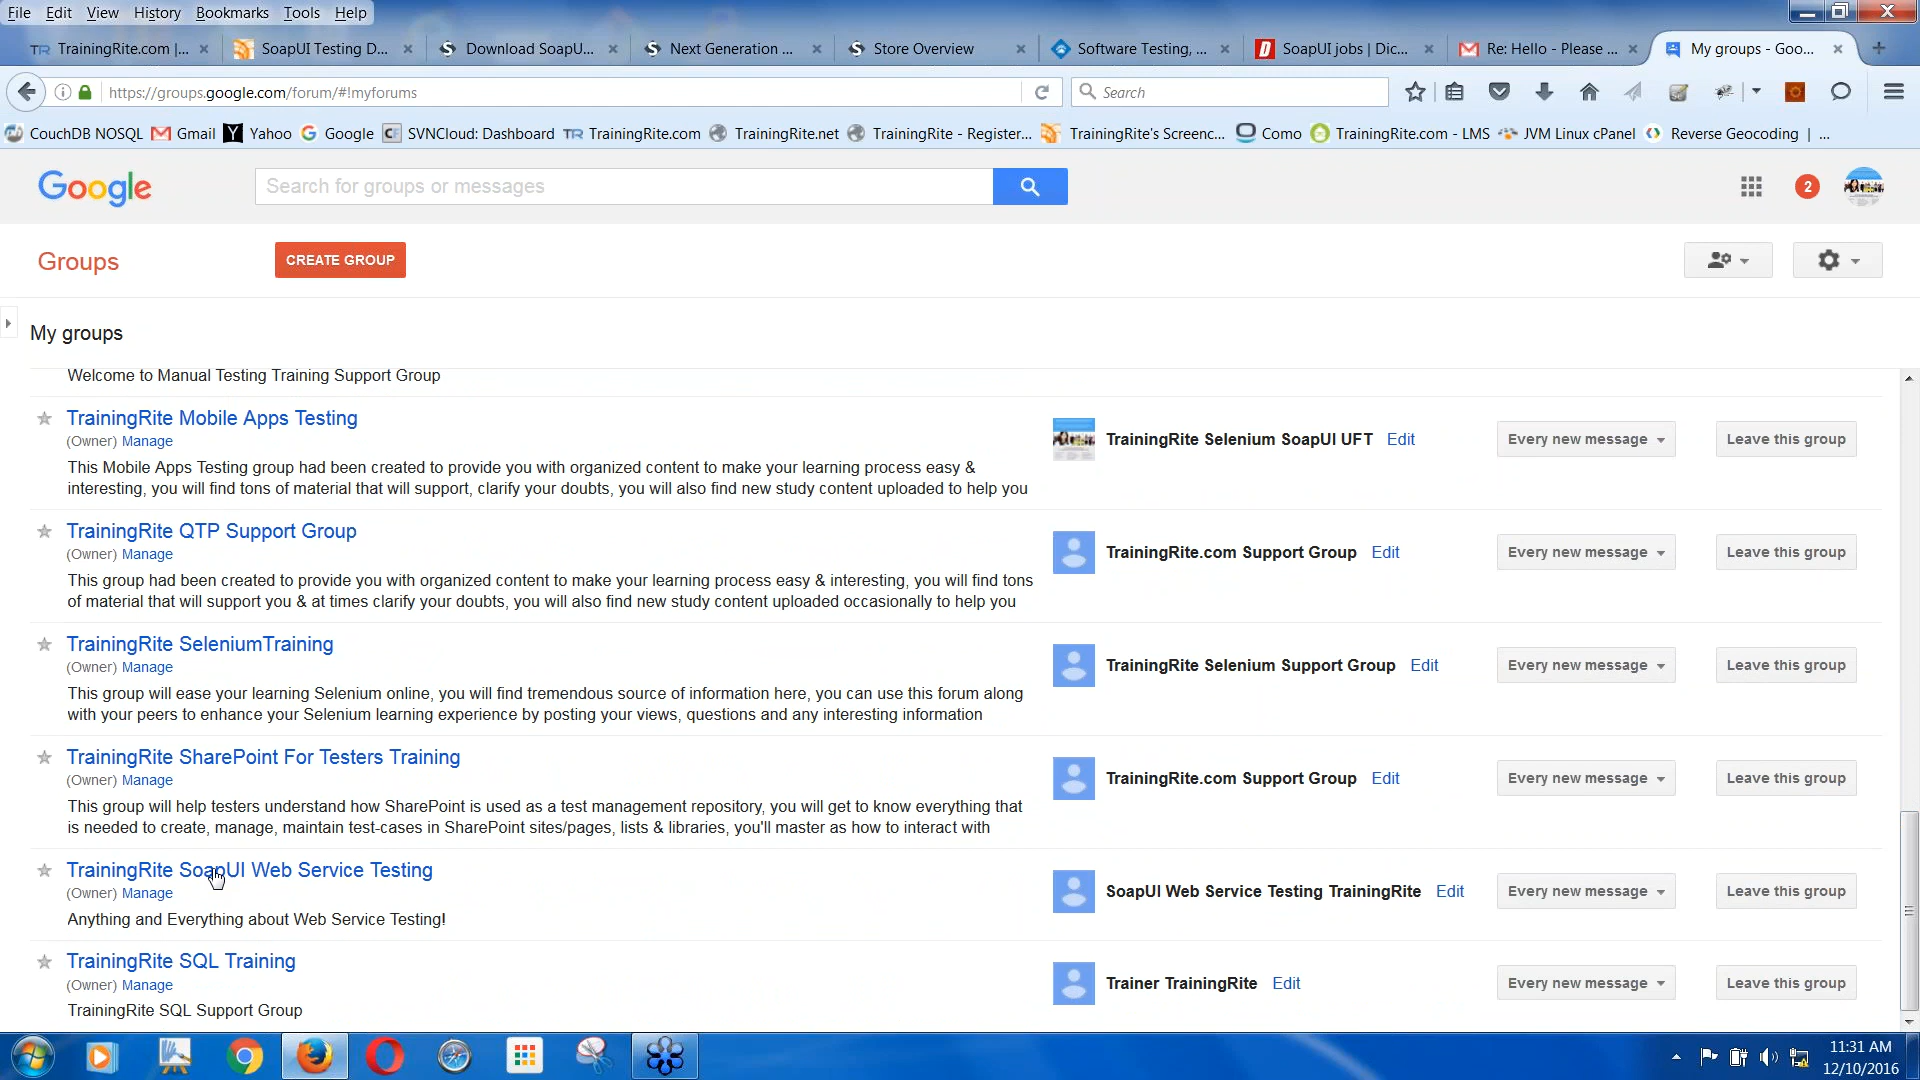 File Edit View History Bookmarks Tools Help
TrainingRite.com |... SoapUI Testing D... Download SoapU... Next Generation ... Store Overview Software Testing, ... SoapUI jobs | Dic... Re: Hello - Please ... My groups - Goo...
https://groups.google.com/forum/#!myforums Search
CouchDB NOSQL Gmail Yahoo Google SVNCloud: Dashboard TrainingRite.com TrainingRite.net TrainingRite - Register... TrainingRite's Screenc... Como TrainingRite.com - LMS JVM Linux cPanel Reverse Geocoding | ...
Google Search for groups or messages 2
Groups CREATE GROUP
My groups
Welcome to Manual Testing Training Support Group
TrainingRite Mobile Apps Testing
(Owner) Manage
TrainingRite Selenium SoapUI UFT Edit Every new message Leave this group
This Mobile Apps Testing group had been created to provide you with organized content to make your learning process easy &
interesting, you will find tons of material that will support, clarify your doubts, you will also find new study content uploaded to help you
TrainingRite QTP Support Group
(Owner) Manage
TrainingRite.com Support Group Edit Every new message Leave this group
This group had been created to provide you with organized content to make your learning process easy & interesting, you will find tons
of material that will support you & at times clarify your doubts, you will also find new study content uploaded occasionally to help you
TrainingRite SeleniumTraining
(Owner) Manage
TrainingRite Selenium Support Group Edit Every new message Leave this group
This group will ease your learning Selenium online, you will find tremendous source of information here, you can use this forum along
with your peers to enhance your Selenium learning experience by posting your views, questions and any interesting information
TrainingRite SharePoint For Testers Training
(Owner) Manage
TrainingRite.com Support Group Edit Every new message Leave this group
This group will help testers understand how SharePoint is used as a test management repository, you will get to know everything that
is needed to create, manage, maintain test-cases in SharePoint sites/pages, lists & libraries, you'll master as how to interact with
TrainingRite SoapUI Web Service Testing
(Owner) Manage
SoapUI Web Service Testing TrainingRite Edit Every new message Leave this group
Anything and Everything about Web Service Testing!
TrainingRite SQL Training
(Owner) Manage
Trainer TrainingRite Edit Every new message Leave this group
TrainingRite SQL Support Group
11:31 AM
12/10/2016